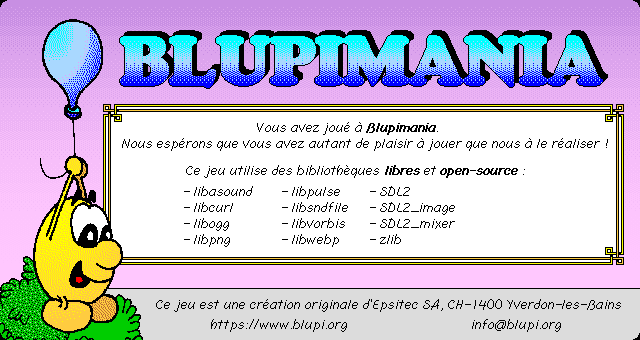 BLUPIMANIA
Vous avez joué à Blupimania.
Nous espérons que vous avez autant de plaisir à jouer que nous à le réaliser !
Ce jeu utilise des bibliothèques libres et open-source :
- libasound - libpulse - SDL2
- libcurl - libsndfile - SDL2_image
- libogg - libvorbis - SDL2_mixer
- libpng - libwebp - zlib
Ce jeu est une création originale d'Epsitec SA, CH-1400 Yverdon-les-Bains
https://www.blupi.org info@blupi.org